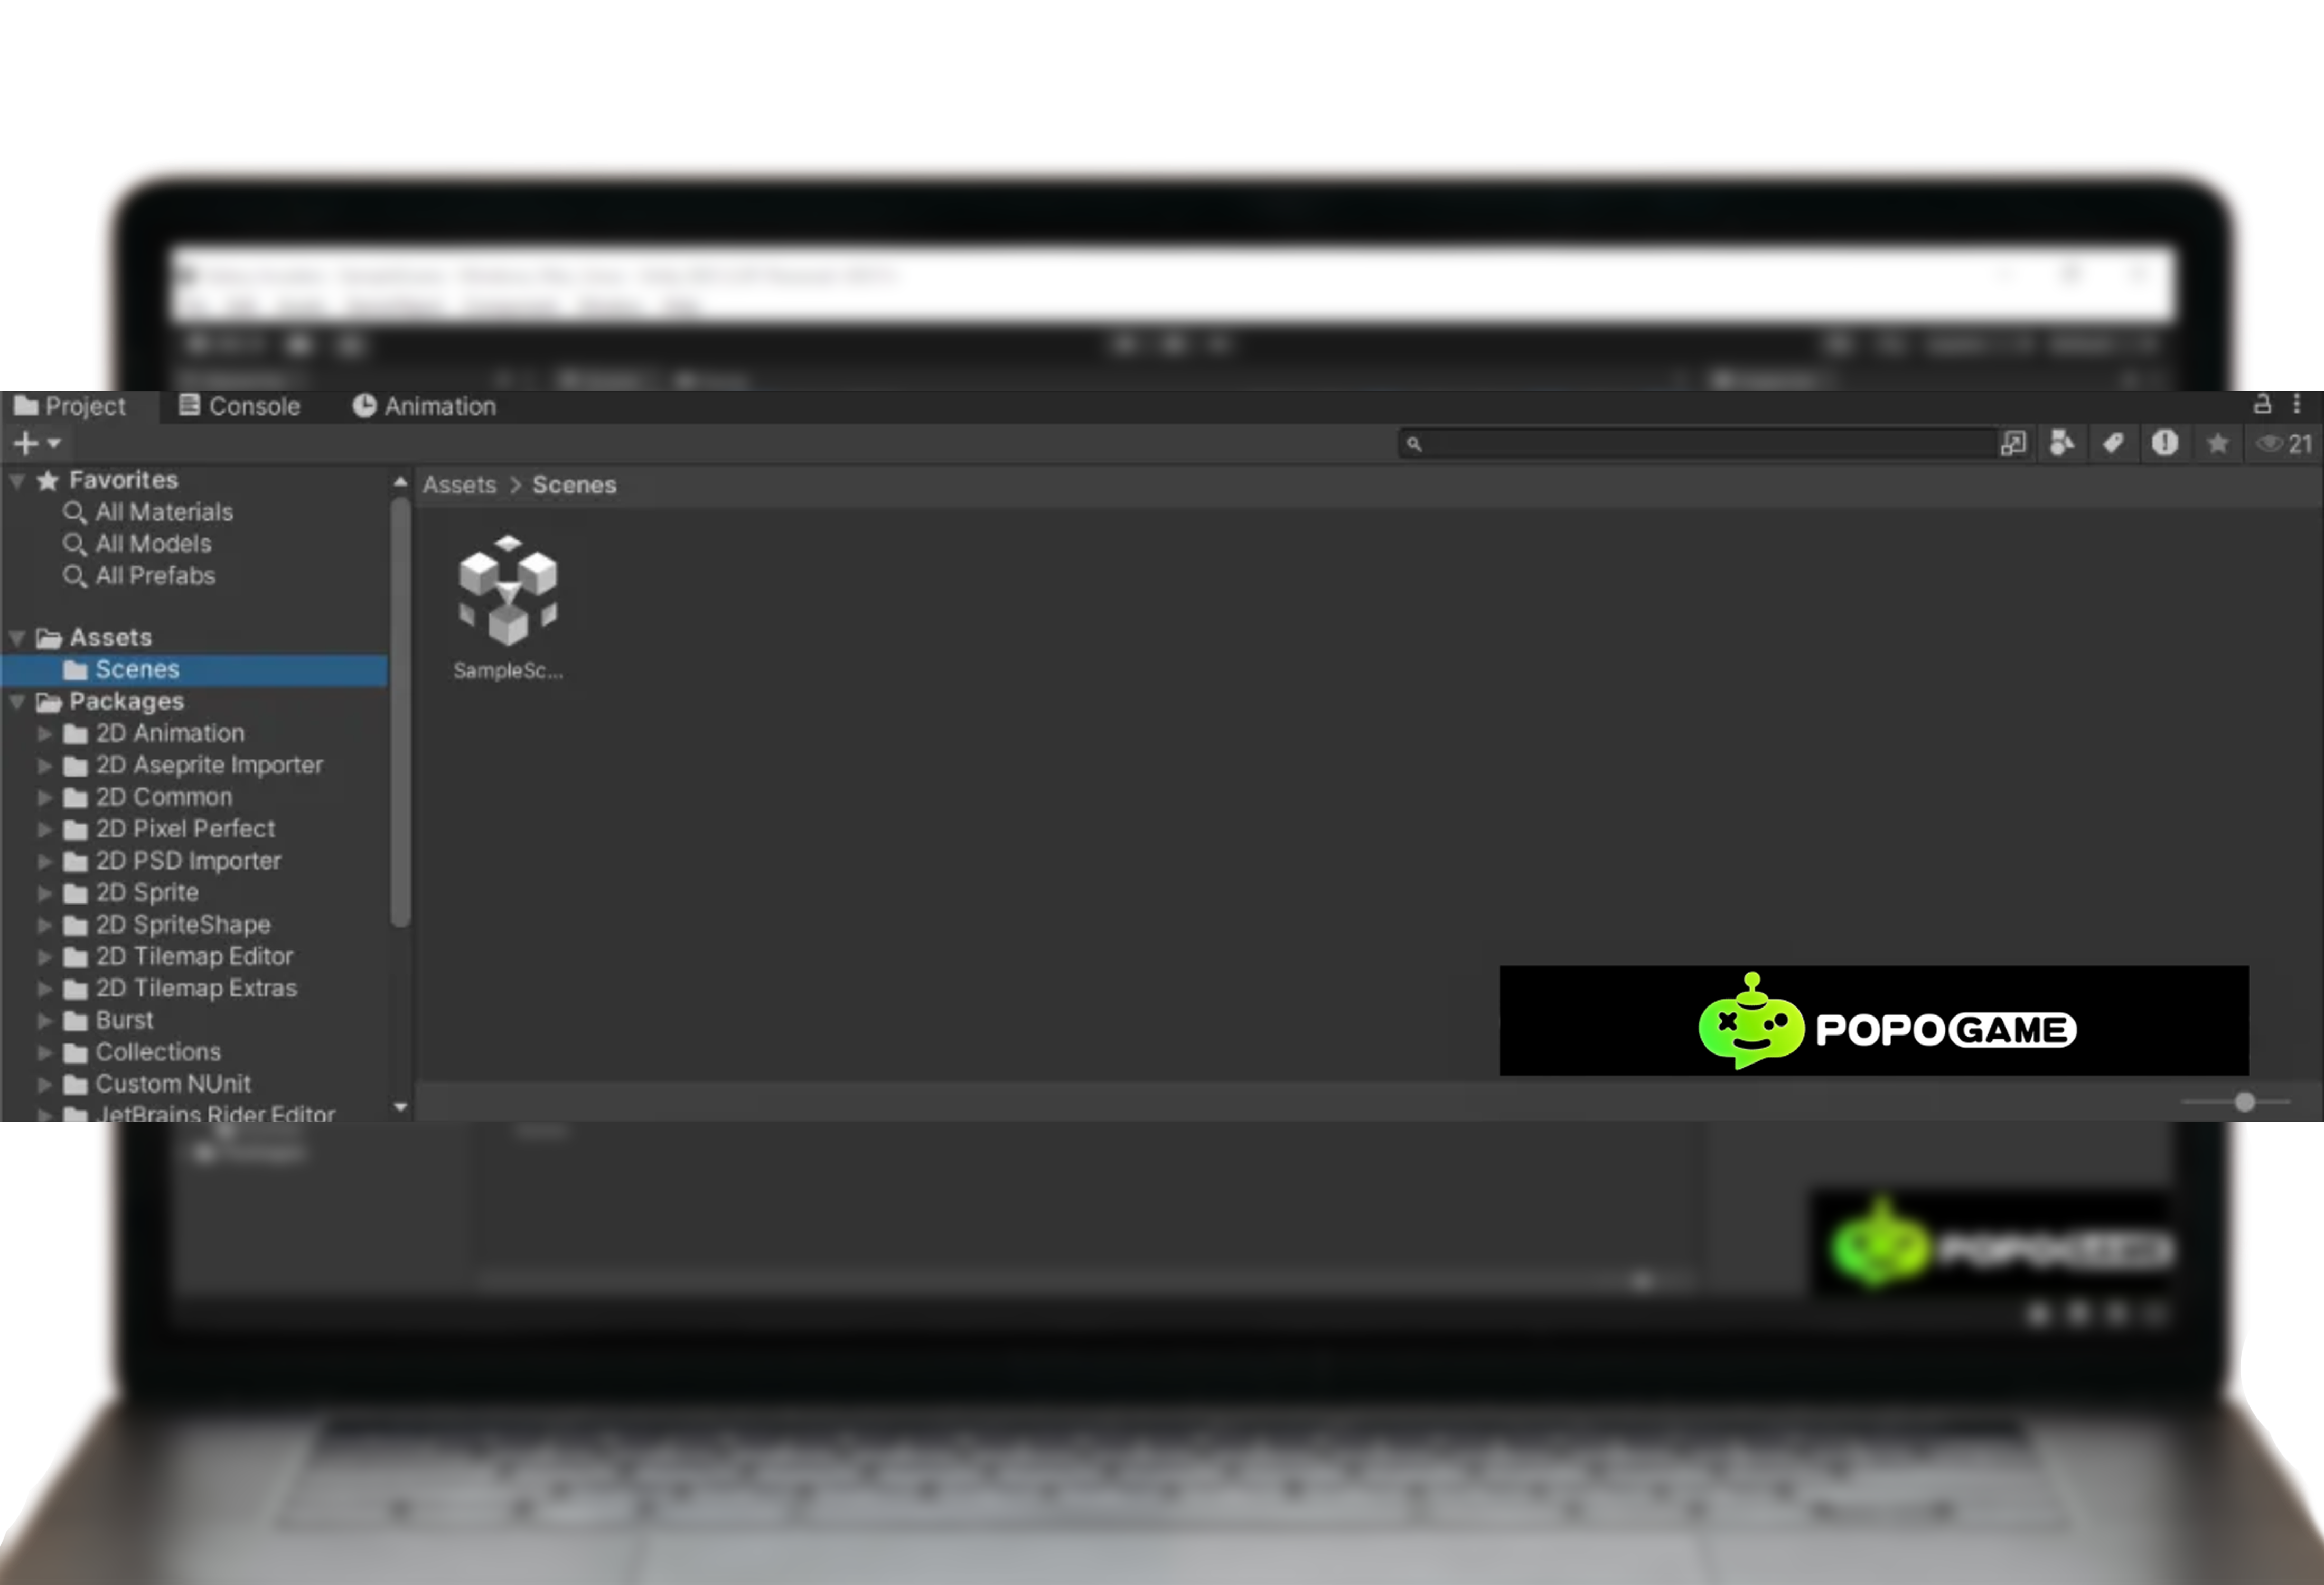 Project Console Animation
21
Favorites
All Materials
All Models
All Prefabs
Assets
Scenes
Packages
2D Animation
2D Aseprite Importer
2D Common
2D Pixel Perfect
2D PSD Importer
2D Sprite
2D SpriteShape
2D Tilemap Editor
2D Tilemap Extras
Burst
Collections
Custom NUnit
JetBrains Rider Editor
Assets > Scenes
SampleSc...
POPO GAME